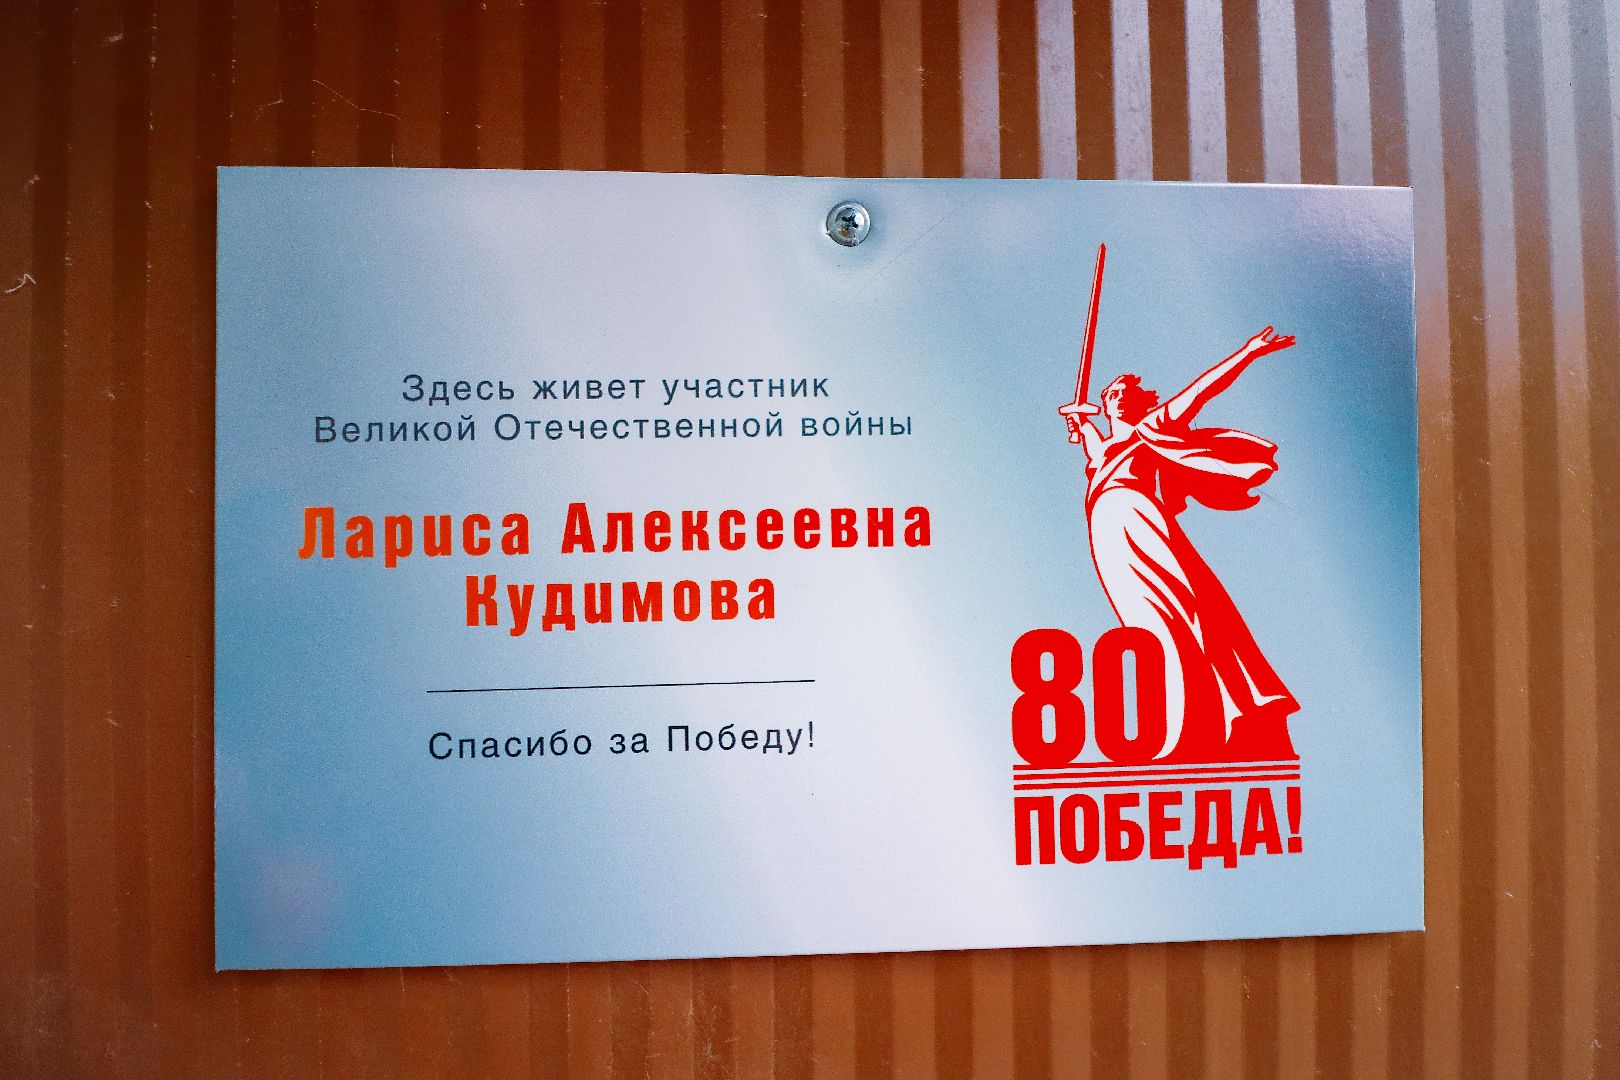 Здесь живет участник
Великой Отечественной войны
Лариса Алексеевна
Кудимова
Спасибо за Победу!
80
ПОБЕДА!